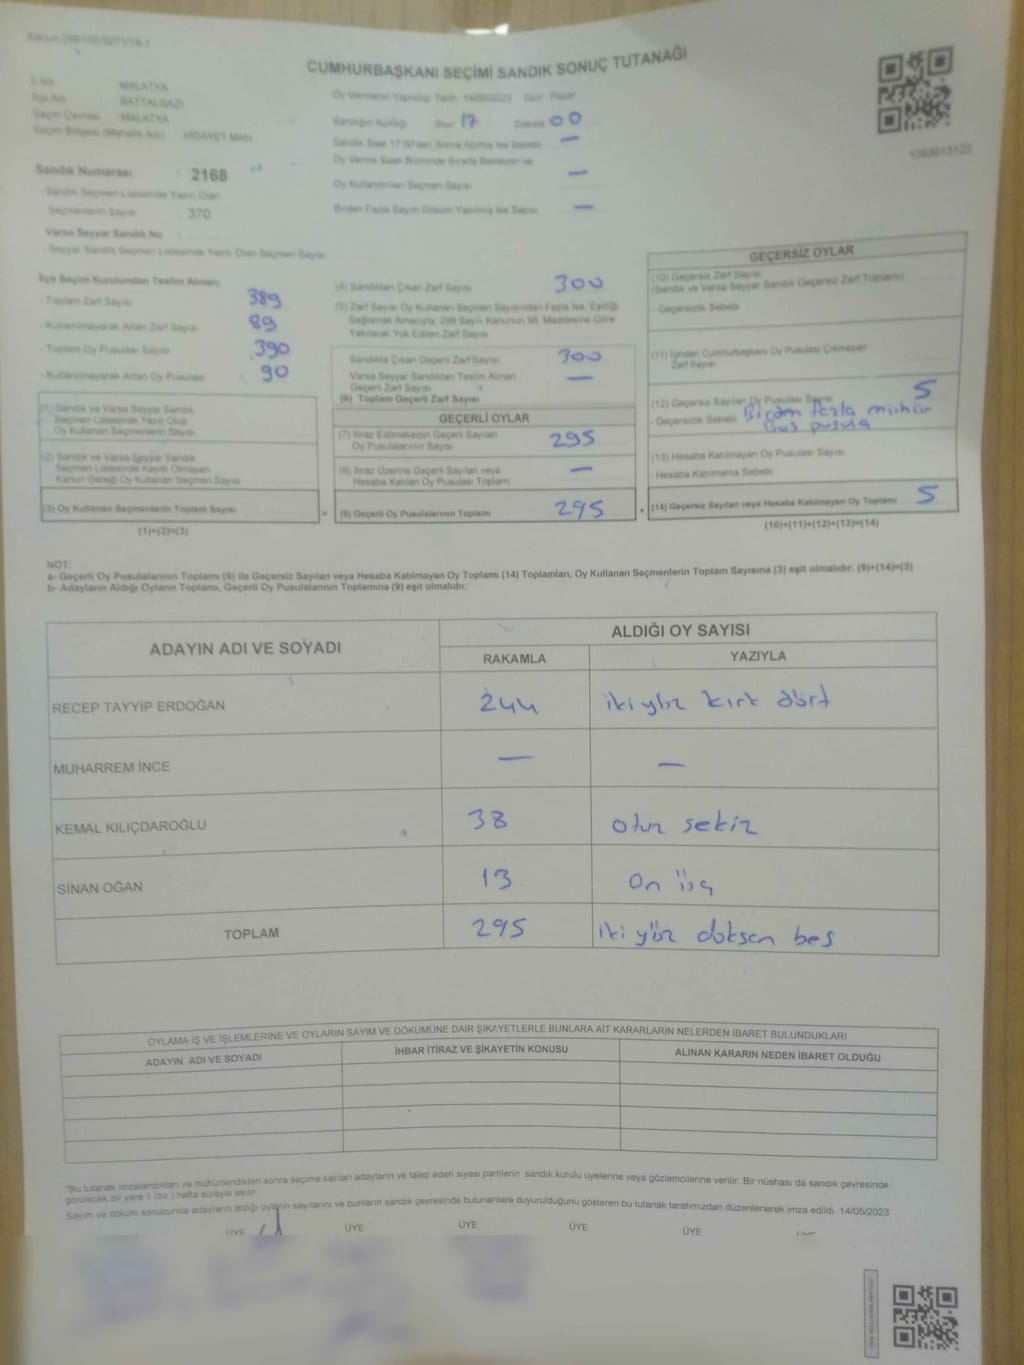 CUMHURBAŞKANI SEÇİMİ SANDIK SONUÇ TUTANAĞI
İl Adı : MALATYA
İlçe Adı : BATTALGAZİ
Seçim Çevresi : MALATYA
Seçim Bölgesi (Mahalle Adı) : HİDAYET MAH.
Oy Vermenin Yapıldığı Tarih : 14/05/2023 Gün : Pazar
Sandığın Açıldığı Saat 17 Dakika 00
Sandık Saat 17.00'den Sonra Açılmış İse Sebebi —
Oy Verme Saati Bitiminde Sırada Bekleyen ve
Oy Kullandırılan Seçmen Sayısı —
Birden Fazla Sayım Döküm Yapılmış İse Sayısı —
1093813122
Sandık Numarası : 2168
Sandık Seçmen Listesinde Yazılı Olan
Seçmenlerin Sayısı : 370
Varsa Seyyar Sandık No
- Seyyar Sandık Seçmen Listesinde Yazılı Olan Seçmen Sayısı
İlçe Seçim Kurulundan Teslim Alınan;
- Toplam Zarf Sayısı : 389
- Kullanılmayarak Artan Zarf Sayısı : 89
- Toplam Oy Pusulası Sayısı : 390
- Kullanılmayarak Artan Oy Pusulası : 90
(1) Sandık ve Varsa Seyyar Sandık
Seçmen Listesinde Yazılı Olup
Oy Kullanan Seçmenlerin Sayısı
(2) Sandık ve Varsa Seyyar Sandık
Seçmen Listesinde Kayıtlı Olmayan
Kanun Gereği Oy Kullanan Seçmen Sayısı
(3) Oy Kullanan Seçmenlerin Toplam Sayısı
(1)+(2)=(3)
(4) Sandıktan Çıkan Zarf Sayısı 300
(5) Zarf Sayısı Oy Kullanan Seçmen Sayısından Fazla İse, Eşitliği
Sağlamak Amacıyla, 298 Sayılı Kanunun 98. Maddesine Göre
Yakılarak Yok Edilen Zarf Sayısı
Sandıkta Çıkan Geçerli Zarf Sayısı 300
Varsa Seyyar Sandıktan Teslim Alınan
Geçerli Zarf Sayısı —
(6) Toplam Geçerli Zarf Sayısı
GEÇERLİ OYLAR
(7) İtiraz Edilmeksizin Geçerli Sayılan
Oy Pusulalarının Sayısı 295
(8) İtiraz Üzerine Geçerli Sayılan veya
Hesaba Katılan Oy Pusulası Toplamı —
= (9) Geçerli Oy Pusulalarının Toplamı 295
GEÇERSİZ OYLAR
(10) Geçersiz Zarf Sayısı
(Sandık ve Varsa Seyyar Sandık Geçersiz Zarf Toplamı)
- Geçersizlik Sebebi
(11) İçinden Cumhurbaşkanı Oy Pusulası Çıkmayan
Zarf Sayısı
(12) Geçersiz Sayılan Oy Pusulası Sayısı 5
- Geçersizlik Sebebi Birden fazla mühür
Boş pusula
(13) Hesaba Katılmayan Oy Pusulası Sayısı
- Hesaba Katılmama Sebebi
+ (14) Geçersiz Sayılan veya Hesaba Katılmayan Oy Toplamı 5
(10)+(11)+(12)+(13)=(14)
NOT:
a- Geçerli Oy Pusulalarının Toplamı (9) ile Geçersiz Sayılan veya Hesaba Katılmayan Oy Toplamı (14) Toplamları, Oy Kullanan Seçmenlerin Toplam Sayısına (3) eşit olmalıdır. (9)+(14)=(3)
b- Adayların Aldığı Oyların Toplamı, Geçerli Oy Pusulalarının Toplamına (9) eşit olmalıdır.
ADAYIN ADI VE SOYADI ALDIĞI OY SAYISI
RAKAMLA YAZIYLA
RECEP TAYYİP ERDOĞAN 244 iki yüz kırk dört
MUHARREM İNCE — —
KEMAL KILIÇDAROĞLU 38 otuz sekiz
SİNAN OĞAN 13 on üç
TOPLAM 295 iki yüz doksan beş
OYLAMA İŞ VE İŞLEMLERİNE VE OYLARIN SAYIM VE DÖKÜMÜNE DAİR ŞİKAYETLERLE BUNLARA AİT KARARLARIN NELERDEN İBARET BULUNDUKLARI
ADAYIN ADI VE SOYADI İHBAR İTİRAZ VE ŞİKAYETİN KONUSU ALINAN KARARIN NEDEN İBARET OLDUĞU
*Bu tutanak imzalandıktan ve mühürlendikten sonra seçime katılan adayların ve talep eden siyasi partilerin sandık kurulu üyelerine veya gözlemcilerine verilir. Bir nüshası da sandık çevresinde
görülecek bir yere 1 (bir ) hafta süreyle asılır.
Sayım ve döküm sonucunda adayların aldığı oyların sayılarını ve bunların sandık çevresinde bulunanlara duyurulduğunu gösteren bu tutanak tarafımızdan düzenlenerek imza edildi. 14/05/2023
ÜYE ÜYE ÜYE ÜYE ÜYE